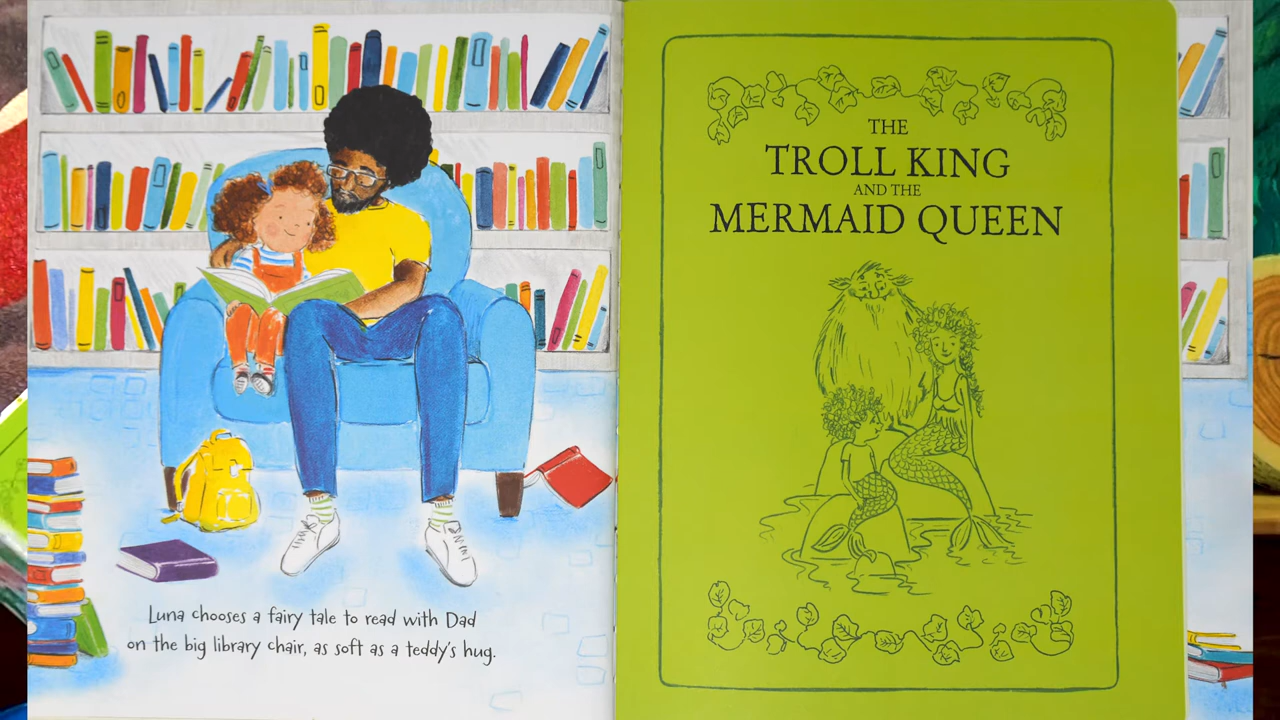 Luna chooses a fairy tale to read with Dad
on the big library chair, as soft as a teddy's hug.
THE
TROLL KING
AND THE
MERMAID QUEEN